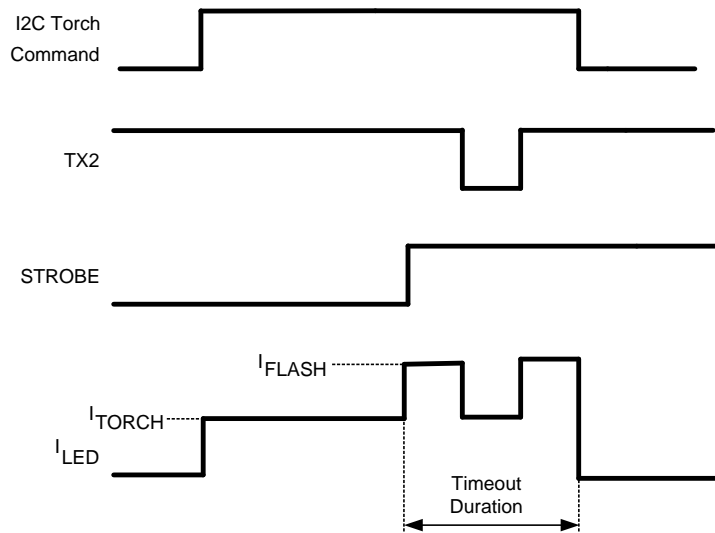 I2C Torch
Command
TX2
STROBE
IFLASH
ITORCH
ILED
Timeout
Duration